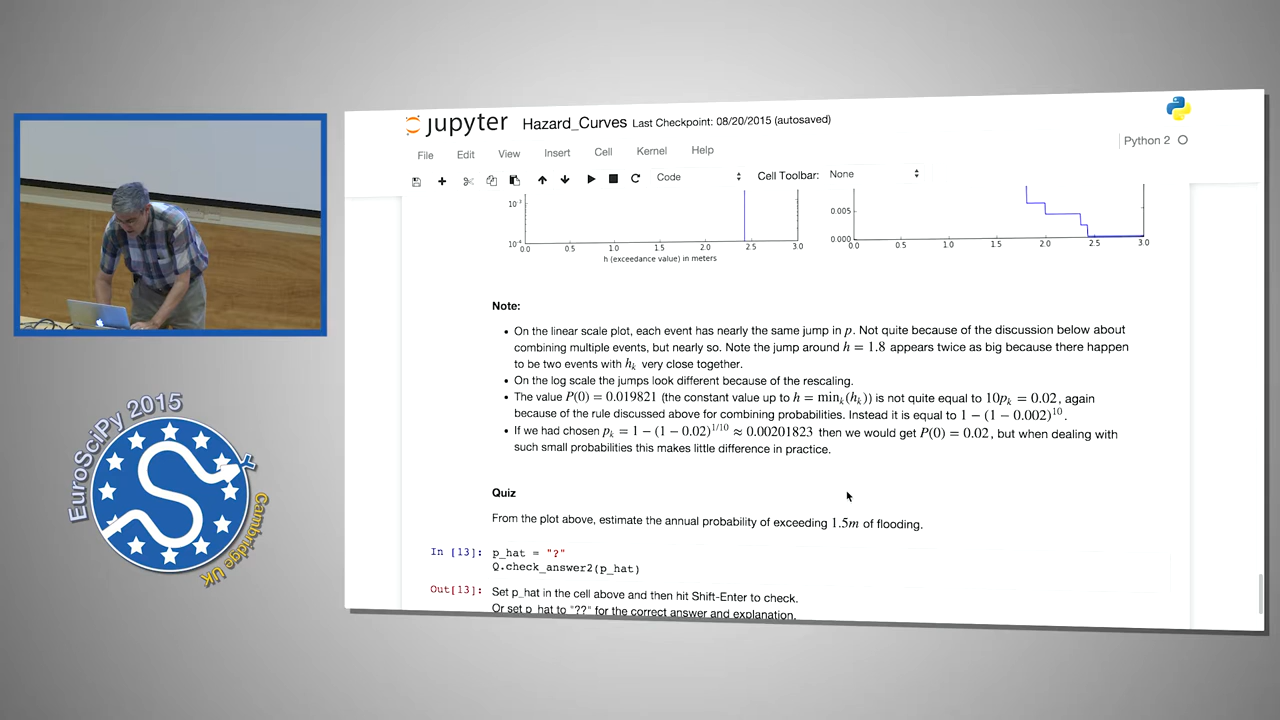 jupyter Hazard_Curves Last Checkpoint: 08/20/2015 (autosaved)
File Edit View Insert Cell Kernel Help
Python 2
Code
Cell Toolbar: None
10⁻³
10⁻⁴
0.0 0.5 1.0 1.5 2.0 2.5 3.0
h (exceedance value) in meters
0.005
0.000
0.0 0.5 1.0 1.5 2.0 2.5 3.0
Note:
• On the linear scale plot, each event has nearly the same jump in p. Not quite because of the discussion below about
combining multiple events, but nearly so. Note the jump around h = 1.8 appears twice as big because there happen
to be two events with hₖ very close together.
• On the log scale the jumps look different because of the rescaling.
• The value P(0) = 0.019821 (the constant value up to h = minₖ(hₖ)) is not quite equal to 10pₖ = 0.02, again
because of the rule discussed above for combining probabilities. Instead it is equal to 1 − (1 − 0.002)¹⁰.
• If we had chosen pₖ = 1 − (1 − 0.02)^1/10 ≈ 0.00201823 then we would get P(0) = 0.02, but when dealing with
such small probabilities this makes little difference in practice.
Quiz
From the plot above, estimate the annual probability of exceeding 1.5m of flooding.
In [13]: p_hat = "?"
Q.check_answer2(p_hat)
Out[13]: Set p_hat in the cell above and then hit Shift-Enter to check.
Or set p_hat to "??" for the correct answer and explanation.
EuroSciPy 2015
Cambridge UK